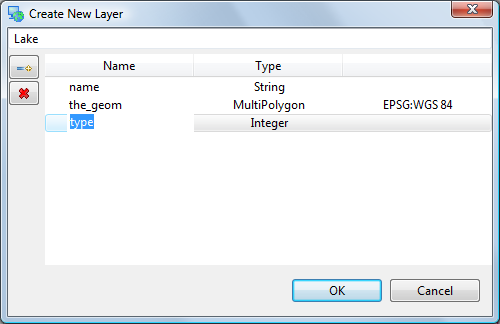 Create New Layer
Lake
Name Type
name String
the_geom MultiPolygon EPSG:WGS 84
type Integer
OK Cancel